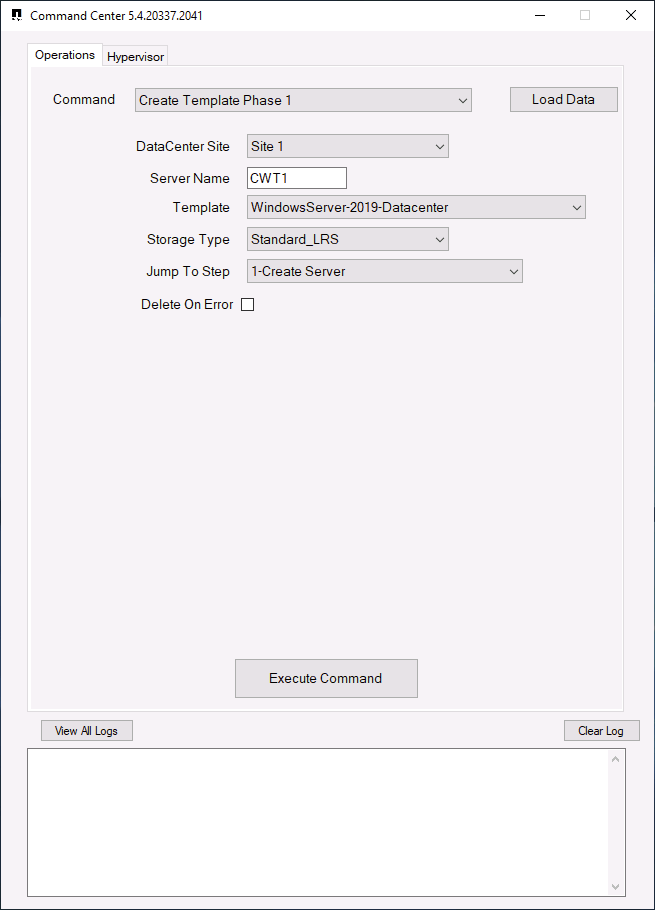 Command Center 5.4.20337.2041
Operations Hypervisor
Command Create Template Phase 1 Load Data
DataCenter Site Site 1
Server Name CWT1
Template WindowsServer-2019-Datacenter
Storage Type Standard_LRS
Jump To Step 1-Create Server
Delete On Error
Execute Command
View All Logs Clear Log